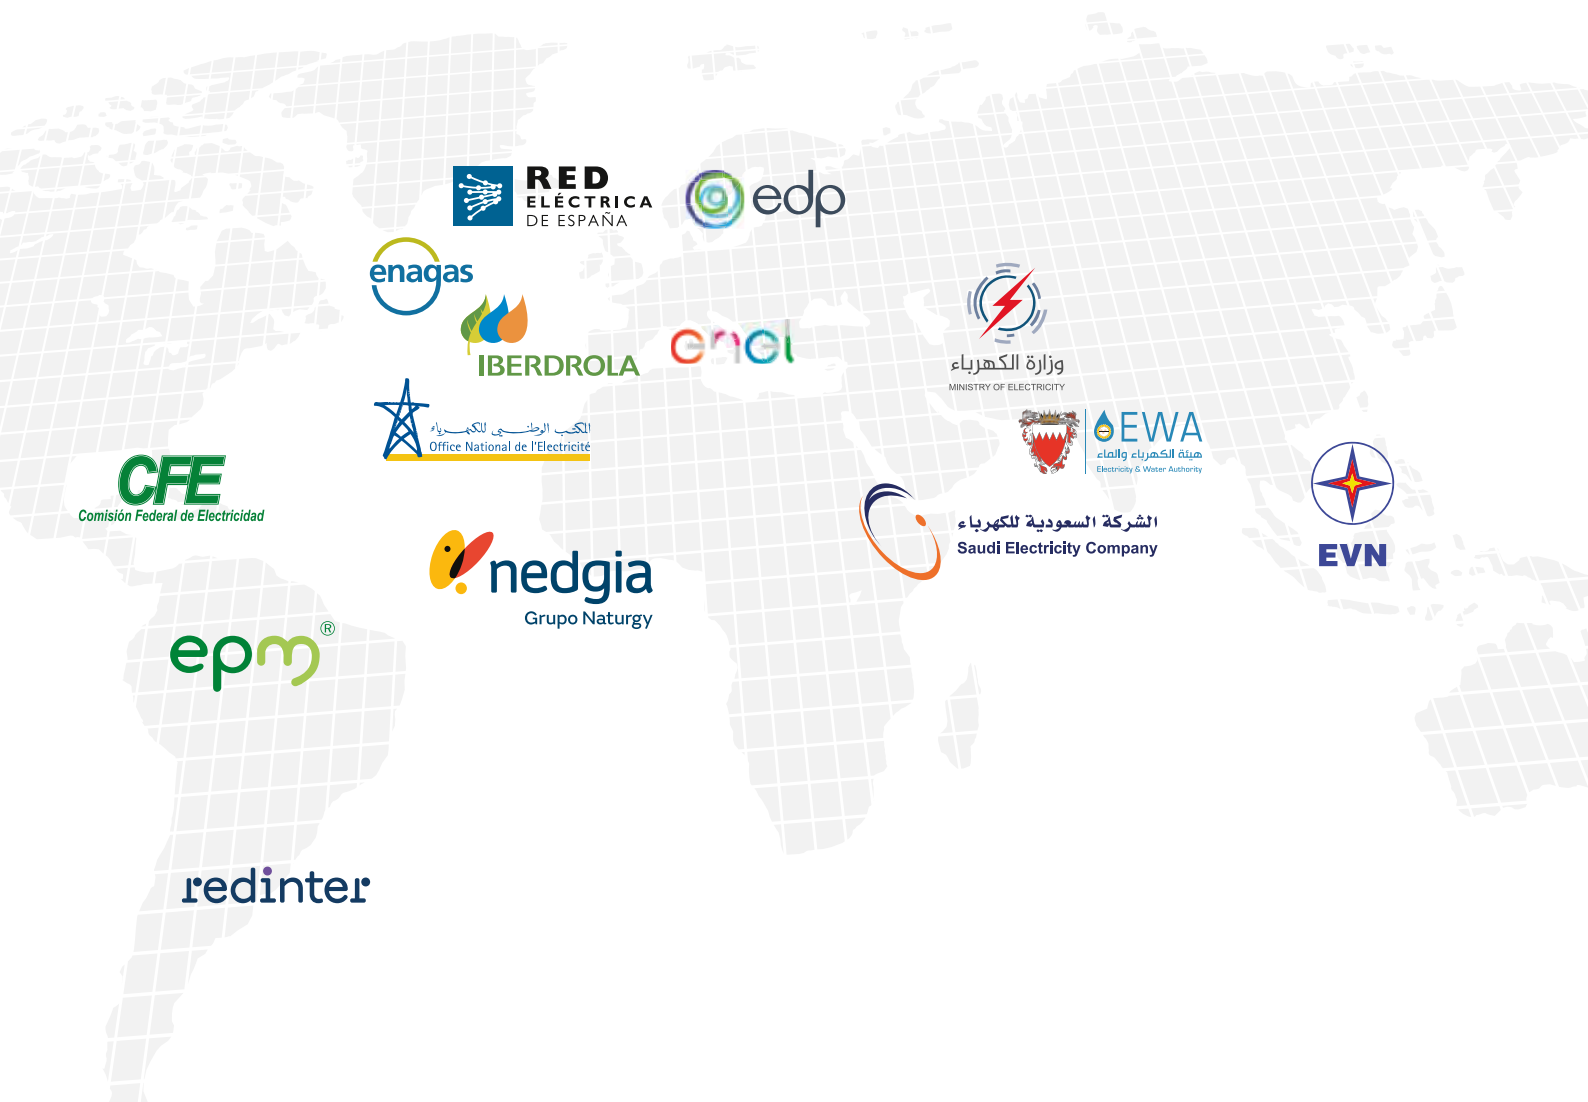 RED
ELÉCTRICA
DE ESPAÑA
edp
enagas
IBERDROLA
enel
وزارة الكهرباء
MINISTRY OF ELECTRICITY
المكتب الوطني للكهرباء
Office National de l'Electricité
EWA
هيئة الكهرباء والماء
Electricity & Water Authority
CFE
Comisión Federal de Electricidad
الشركة السعودية للكهرباء
Saudi Electricity Company
EVN
nedgia
Grupo Naturgy
epm®
redinter